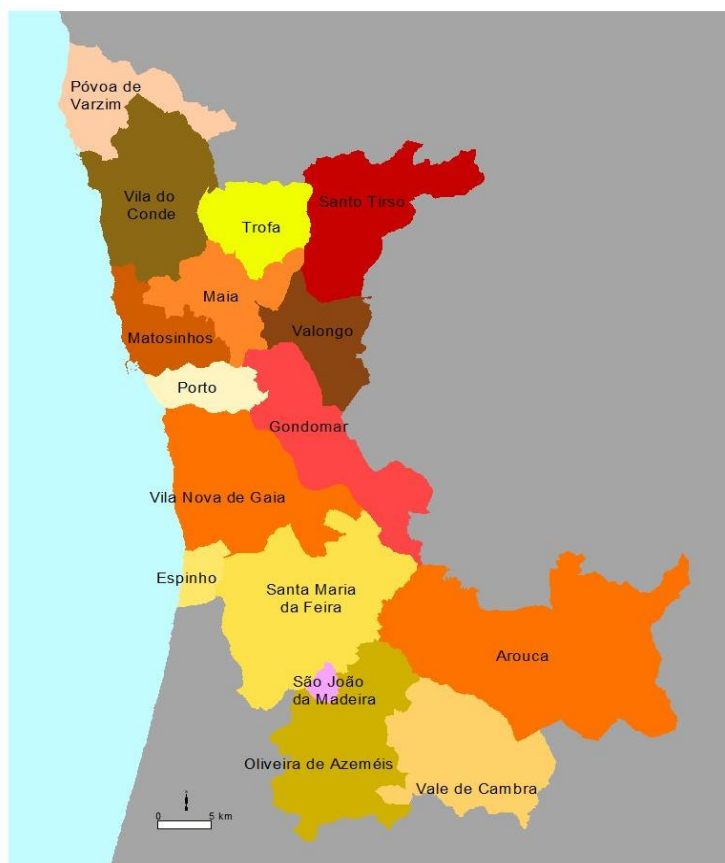 Póvoa de
Varzim
Vila do
Conde
Santo Tirso
Trofa
Maia
Matosinhos
Valongo
Porto
Gondomar
Vila Nova de Gaia
Espinho
Santa Maria
da Feira
Arouca
São João
da Madeira
Oliveira de Azeméis
Vale de Cambra
0 5 km